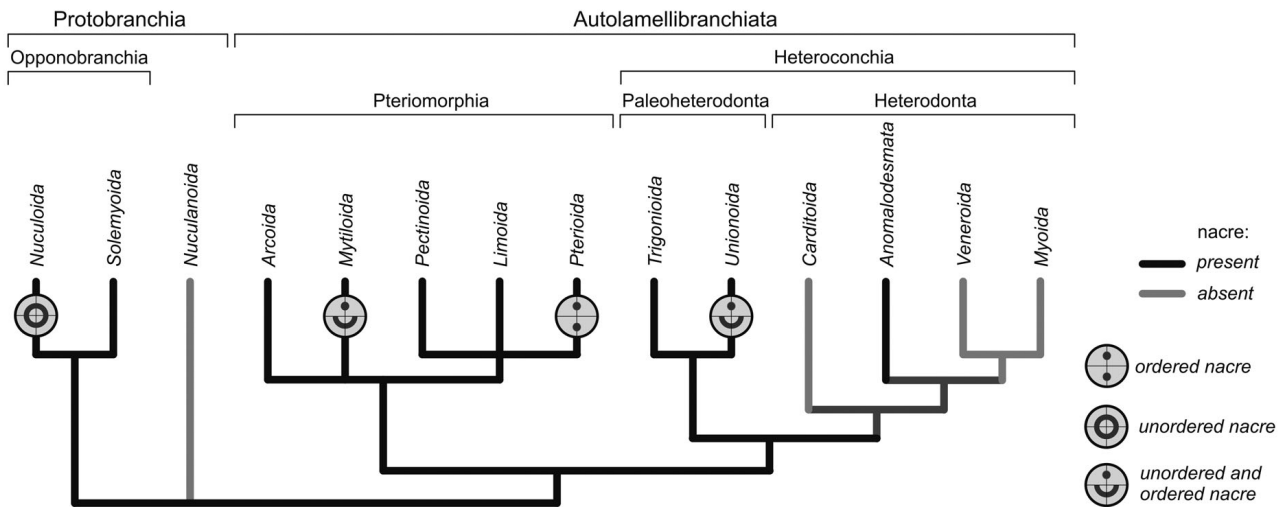 Protobranchia
Autolamellibranchiata
Opponobranchia
Heteroconchia
Pteriomorphia
Paleoheterodonta
Heterodonta
Nuculoida
Solemyoida
Nuculanoida
Arcoida
Mytiloida
Pectinoida
Limoida
Pterioida
Trigonioida
Unionoida
Carditoida
Anomalodesmata
Veneroida
Myoida
nacre:
present
absent
ordered nacre
unordered nacre
unordered and
ordered nacre